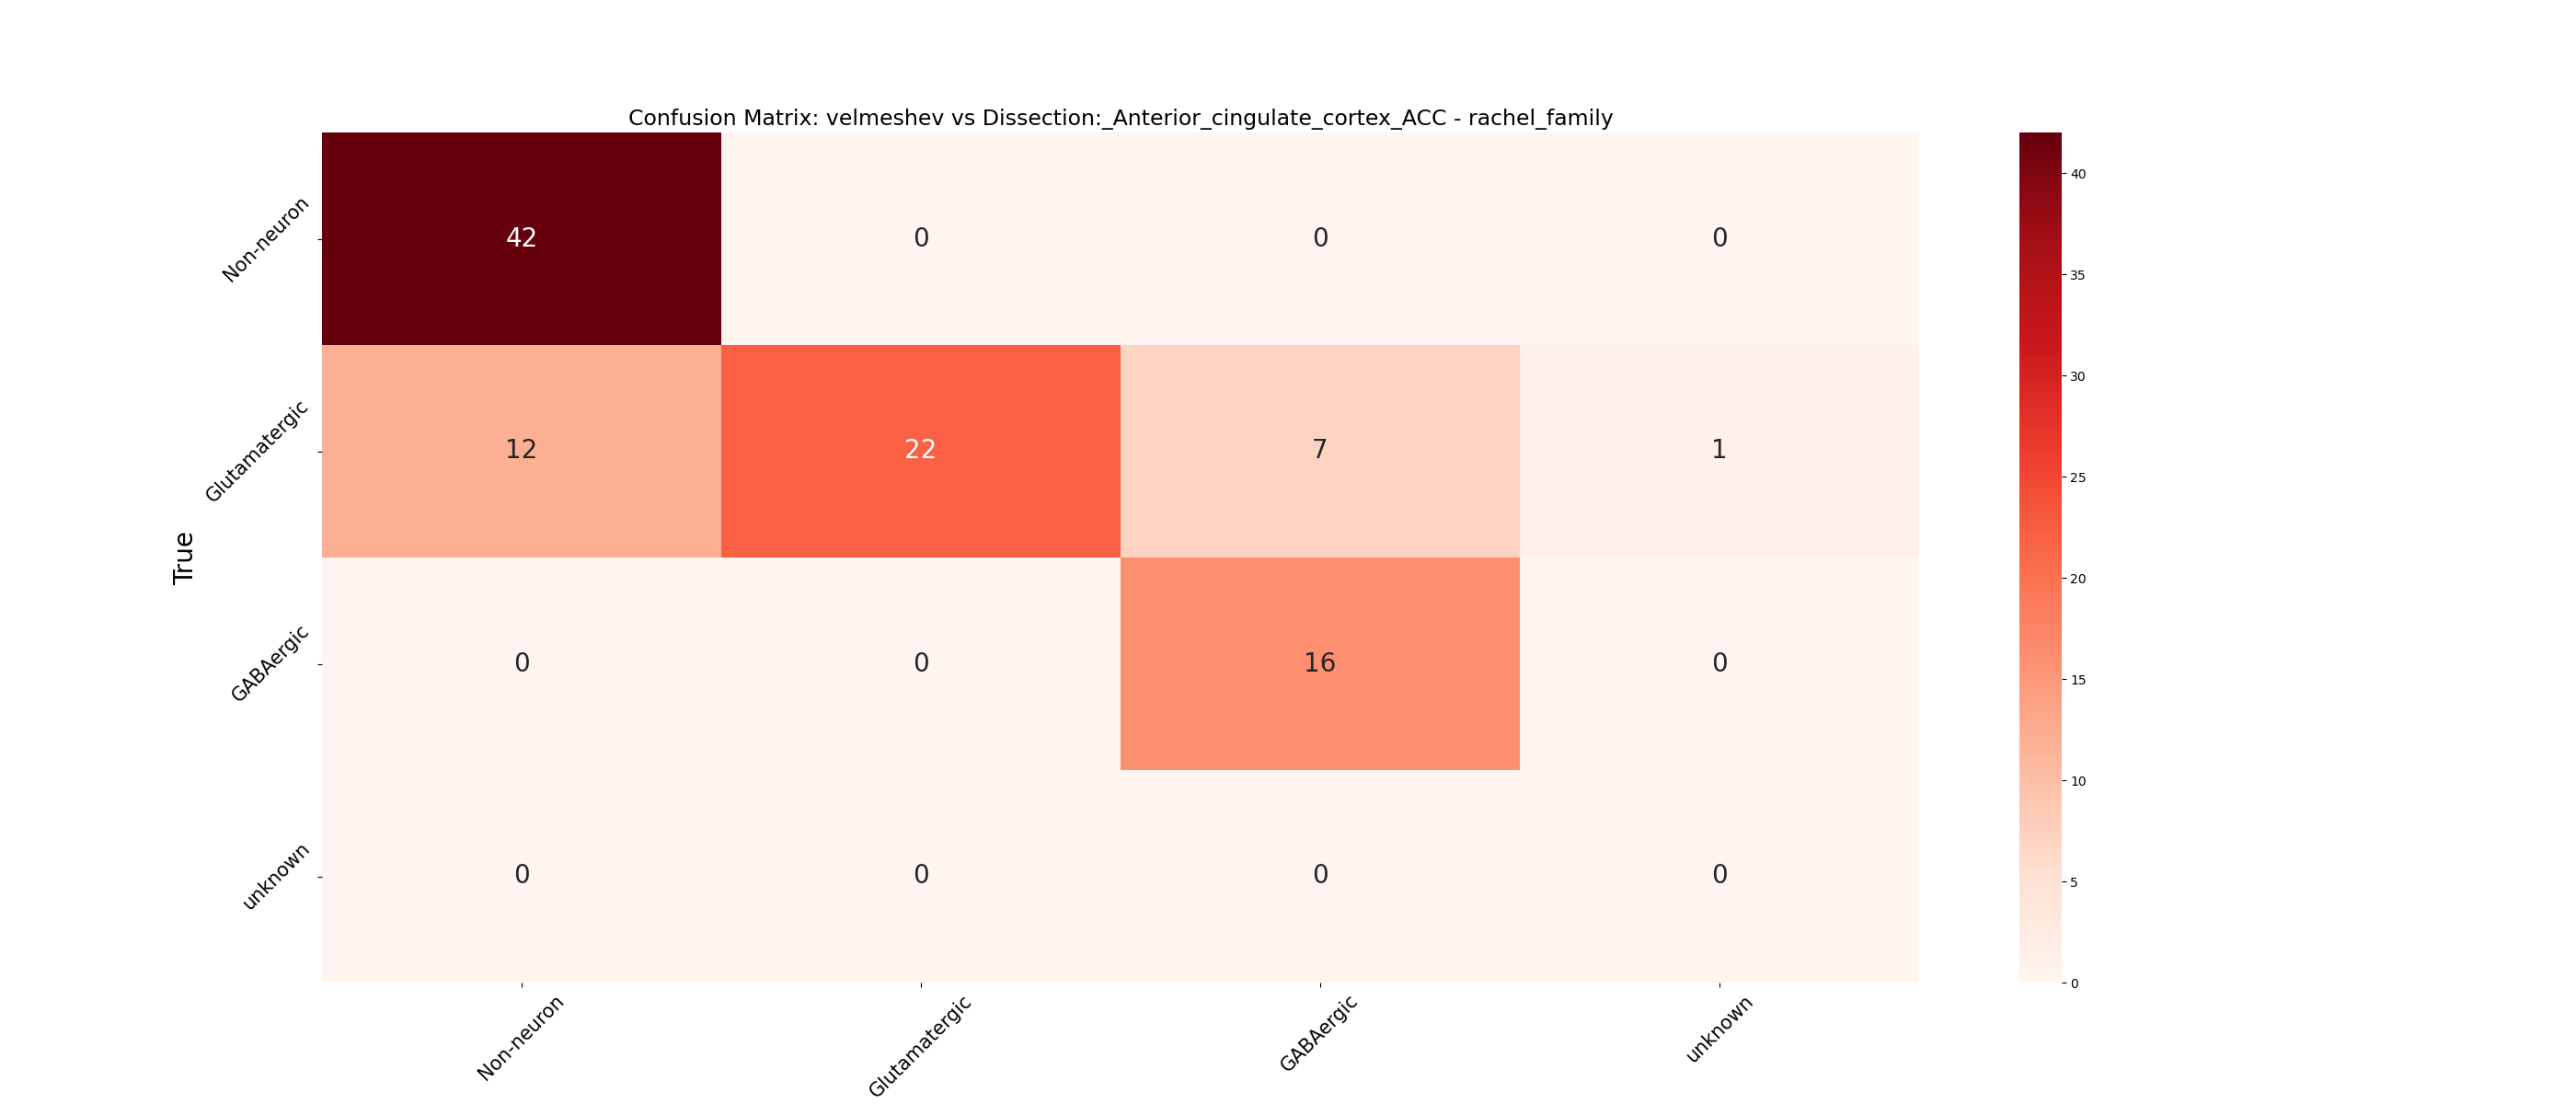 Confusion Matrix: velmeshev vs Dissection:_Anterior_cingulate_cortex_ACC - rachel_family
True
Non-neuron
42 0 0 0
Glutamatergic
12 22 7 1
GABAergic
0 0 16 0
unknown
0 0 0 0
Non-neuron Glutamatergic GABAergic unknown
40
35
30
25
20
15
10
5
0